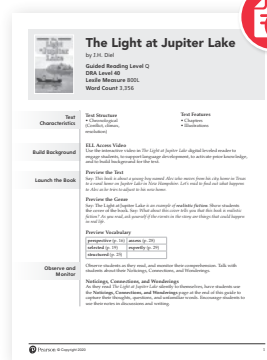 The Light at Jupiter Lake
by J.H. Diel
Guided Reading Level Q
DRA Level 40
Lexile Measure 800L
Word Count 3,356
Text Characteristics
Text Structure
• Chronological
(Conflict, climax,
resolution)
Text Features
• Chapters
• Illustrations
Build Background
ELL Access Video
Use the interactive video in The Light at Jupiter Lake digital leveled reader to
engage students, to support language development, to activate prior knowledge,
and to build background for the text.
Launch the Book
Preview the Text
Say: This book is about a young boy named Alec who moves from his city home in Texas
to a rural home on Jupiter Lake in New Hampshire. Let's read to find out what happens
to Alec as he tries to adjust to his new home.
Preview the Genre
Say: The Light at Jupiter Lake is an example of realistic fiction. Show students
the cover of the book. Say: What about this cover tells you that this book is realistic
fiction? As you read, ask yourself if the events in the story are things that could happen
in real life.
Preview Vocabulary
perspective (p. 16) assess (p. 28)
selected (p. 19) expertly (p. 29)
structured (p. 25)
Observe and Monitor
Observe students as they read, and monitor their comprehension. Talk with
students about their Noticings, Connections, and Wonderings.
Noticings, Connections, and Wonderings
As they read The Light at Jupiter Lake silently to themselves, have students use
the Noticings, Connections, and Wonderings page at the end of this guide to
capture their thoughts, questions, and unfamiliar words. Encourage students to
use their notes in discussions and writing.
Pearson © Copyright 2020
1